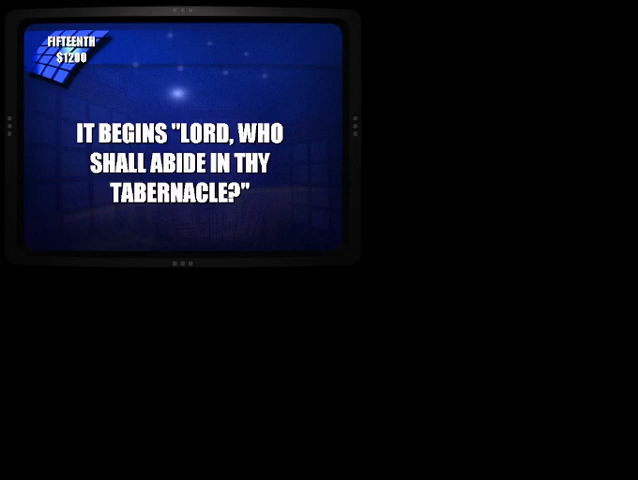 FIFTEENTH
$1200
IT BEGINS "LORD, WHO
SHALL ABIDE IN THY
TABERNACLE?"